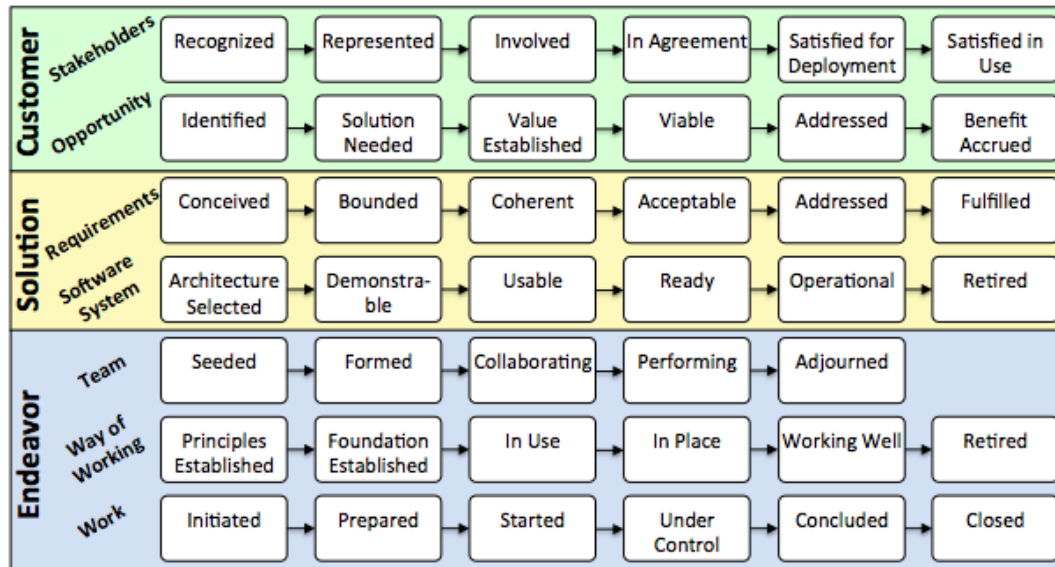 Customer
Stakeholders
Recognized
Represented
Involved
In Agreement
Satisfied for
Deployment
Satisfied in
Use
Opportunity
Identified
Solution
Needed
Value
Established
Viable
Addressed
Benefit
Accrued
Solution
Requirements
Conceived
Bounded
Coherent
Acceptable
Addressed
Fulfilled
Software
System
Architecture
Selected
Demonstra-
ble
Usable
Ready
Operational
Retired
Endeavor
Team
Seeded
Formed
Collaborating
Performing
Adjourned
Way of
Working
Principles
Established
Foundation
Established
In Use
In Place
Working Well
Retired
Work
Initiated
Prepared
Started
Under
Control
Concluded
Closed